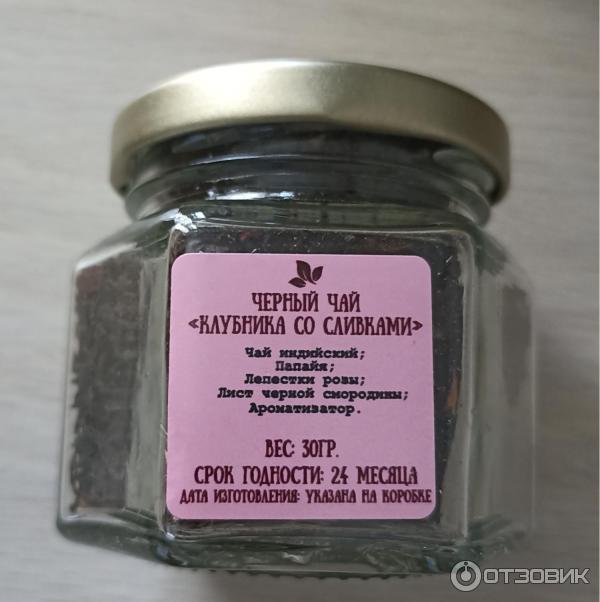 ЧЕРНЫЙ ЧАЙ
«КЛУБНИКА СО СЛИВКАМИ»
Чай индийский;
Папайя;
Лепестки ровы;
Лист черной смородины;
Ароматизатор.
ВЕС: 30ГР.
СРОК ГОДНОСТИ: 24 МЕСЯЦА
ДАТА ИЗГОТОВЛЕНИЯ: УКАЗАНА НА КОРОБКЕ
ОТЗОВИК